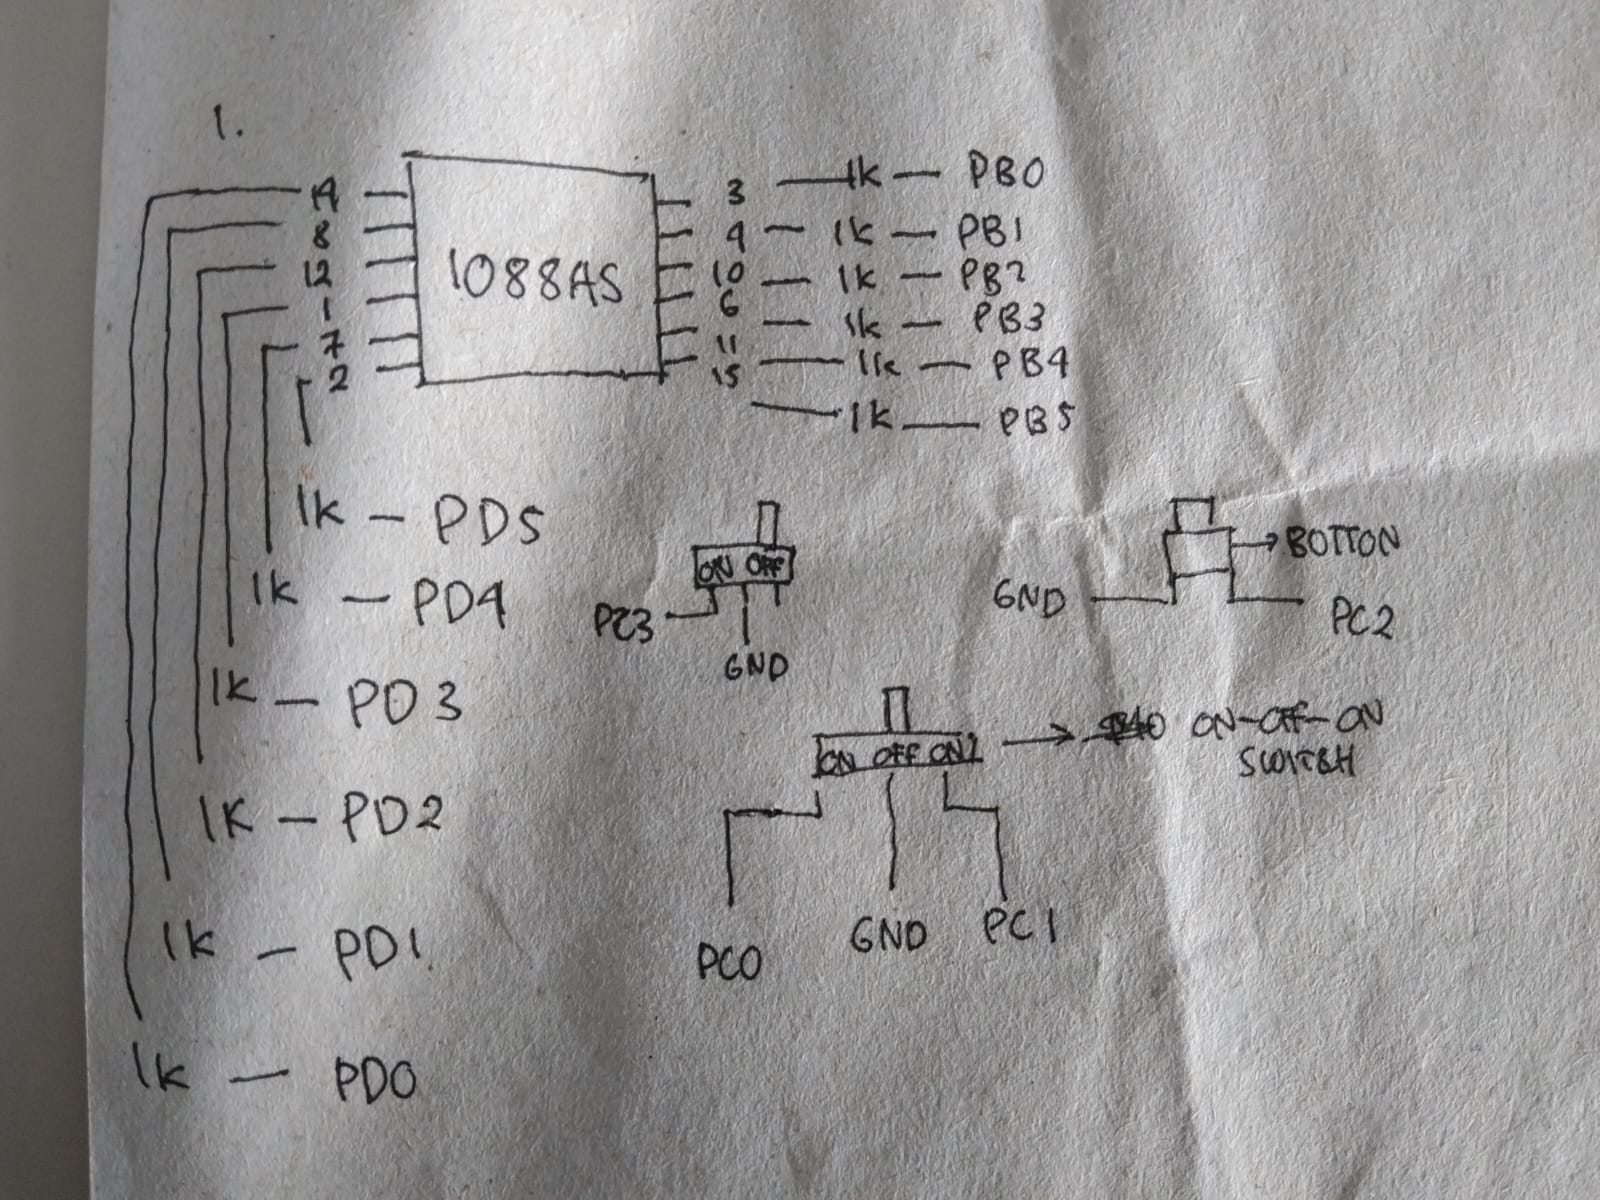 1.
14
8
12
1
7
2
1088AS
3 — 1k — PB0
4 — 1k — PB1
10 — 1k — PB2
6 — 1k — PB3
11 — 1k — PB4
15 — 1k — PB5
1k — PD5
1k — PD4
1k — PD3
1k — PD2
1k — PD1
1k — PD0
ON OFF
PC3
GND
BOTTON
GND
PC2
ON OFF ON1
ON-OFF-ON
SWITCH
PC0
GND
PC1